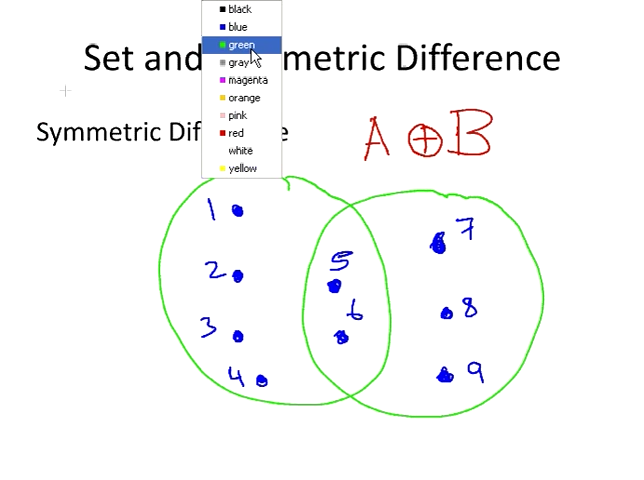 black
blue
green
gray
magenta
orange
pink
red
white
yellow
Set and metric Difference
Symmetric Dif e
A ⊕ B
1
2
3
4
5
6
7
8
9